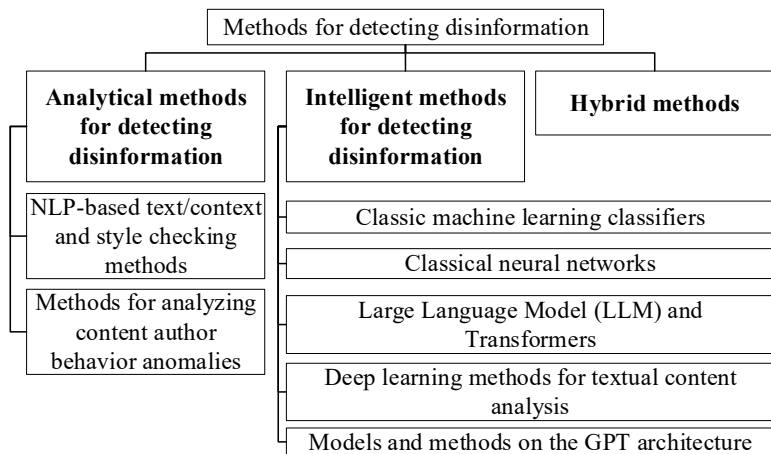 Methods for detecting disinformation
Analytical methods
for detecting
disinformation
Intelligent methods
for detecting
disinformation
Hybrid methods
NLP-based text/context
and style checking
methods
Methods for analyzing
content author
behavior anomalies
Classic machine learning classifiers
Classical neural networks
Large Language Model (LLM) and
Transformers
Deep learning methods for textual content
analysis
Models and methods on the GPT architecture